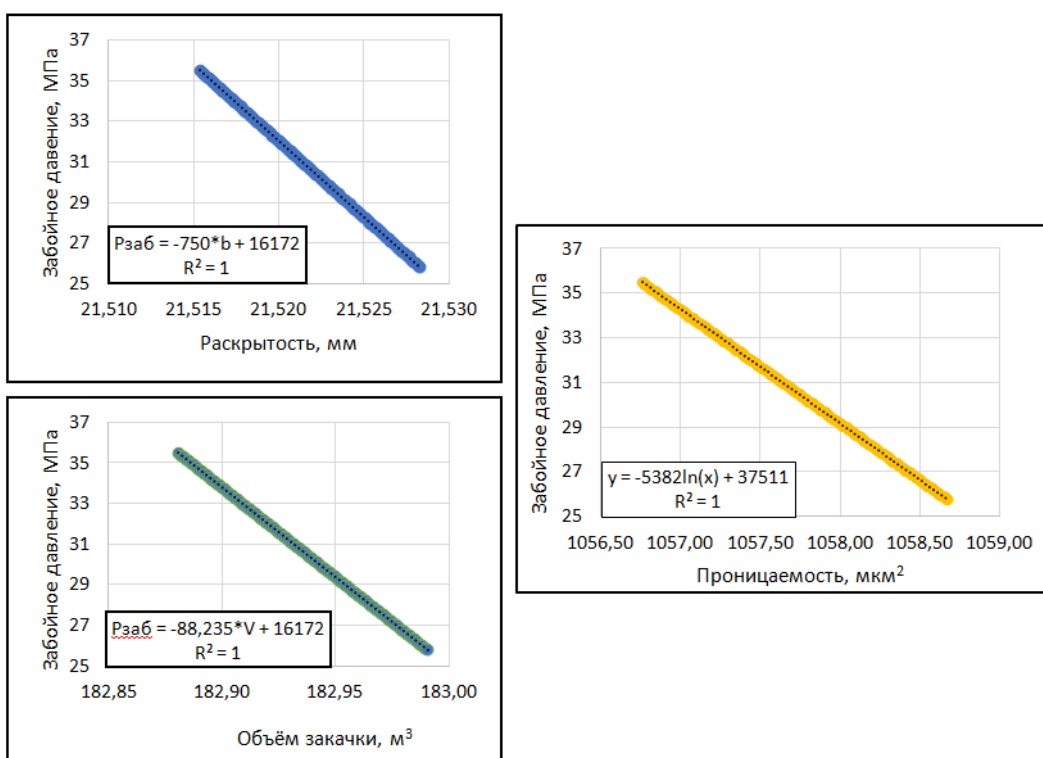 37
35
33
31
29
27
25
Забойное давение, МПа
Pзаб = -750*b + 16172
R² = 1
21,510 21,515 21,520 21,525 21,530
Раскрытость, мм
37
35
33
31
29
27
25
Забойное давление, МПа
Pзаб = -88,235*V + 16172
R² = 1
182,85 182,90 182,95 183,00
Объём закачки, м³
37
35
33
31
29
27
25
Забойное давление, МПа
y = -5382ln(x) + 37511
R² = 1
1056,50 1057,00 1057,50 1058,00 1058,50 1059,00
Проницаемость, мкм²